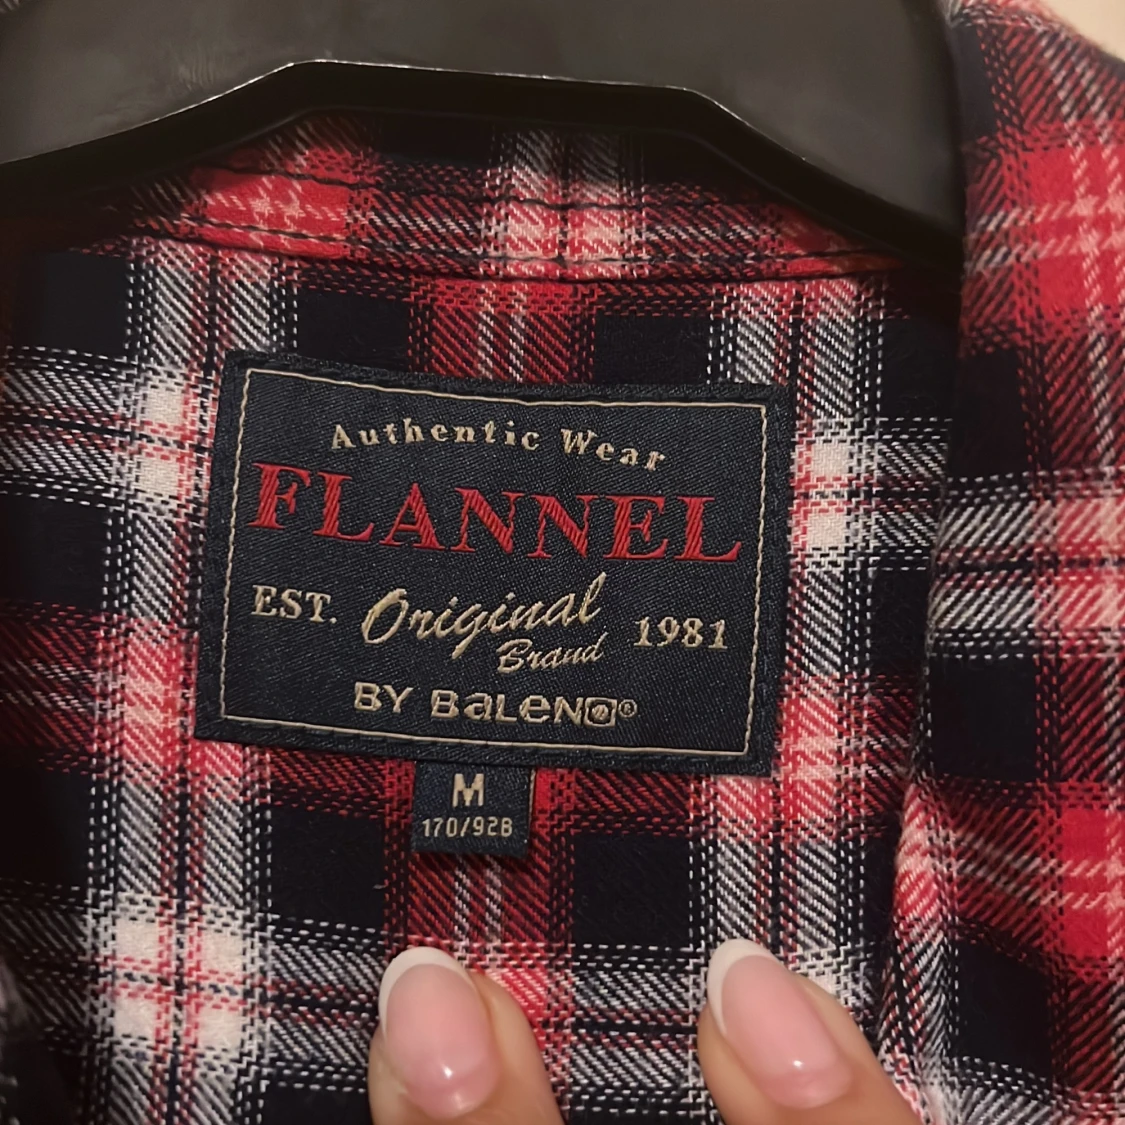 Authentic Wear
FLANNEL
EST. Original 1981
Brand
BY BaLeNO®
M
170/92B